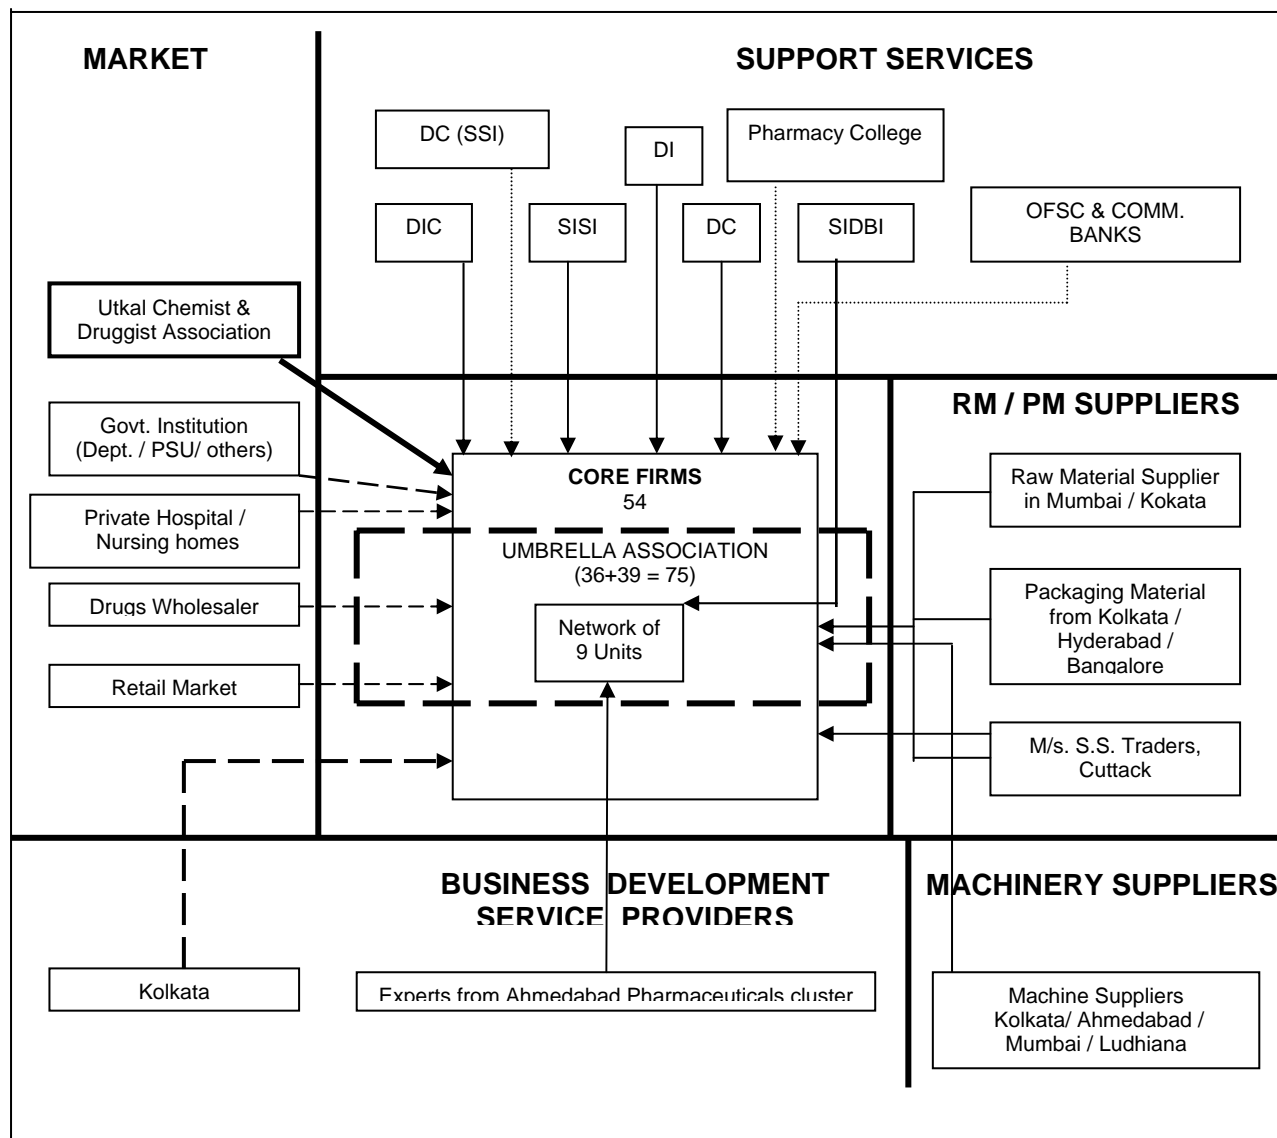 MARKET
SUPPORT SERVICES
DC (SSI)
DI
Pharmacy College
DIC
SISI
DC
SIDBI
OFSC & COMM.
BANKS
Utkal Chemist &
Druggist Association
Govt. Institution
(Dept. / PSU/ others)
Private Hospital /
Nursing homes
Drugs Wholesaler
Retail Market
CORE FIRMS
54
UMBRELLA ASSOCIATION
(36+39 = 75)
Network of
9 Units
RM / PM SUPPLIERS
Raw Material Supplier
in Mumbai / Kokata
Packaging Material
from Kolkata /
Hyderabad /
Bangalore
M/s. S.S. Traders,
Cuttack
BUSINESS DEVELOPMENT
SERVICE PROVIDERS
MACHINERY SUPPLIERS
Kolkata
Experts from Ahmedabad Pharmaceuticals cluster
Machine Suppliers
Kolkata/ Ahmedabad /
Mumbai / Ludhiana